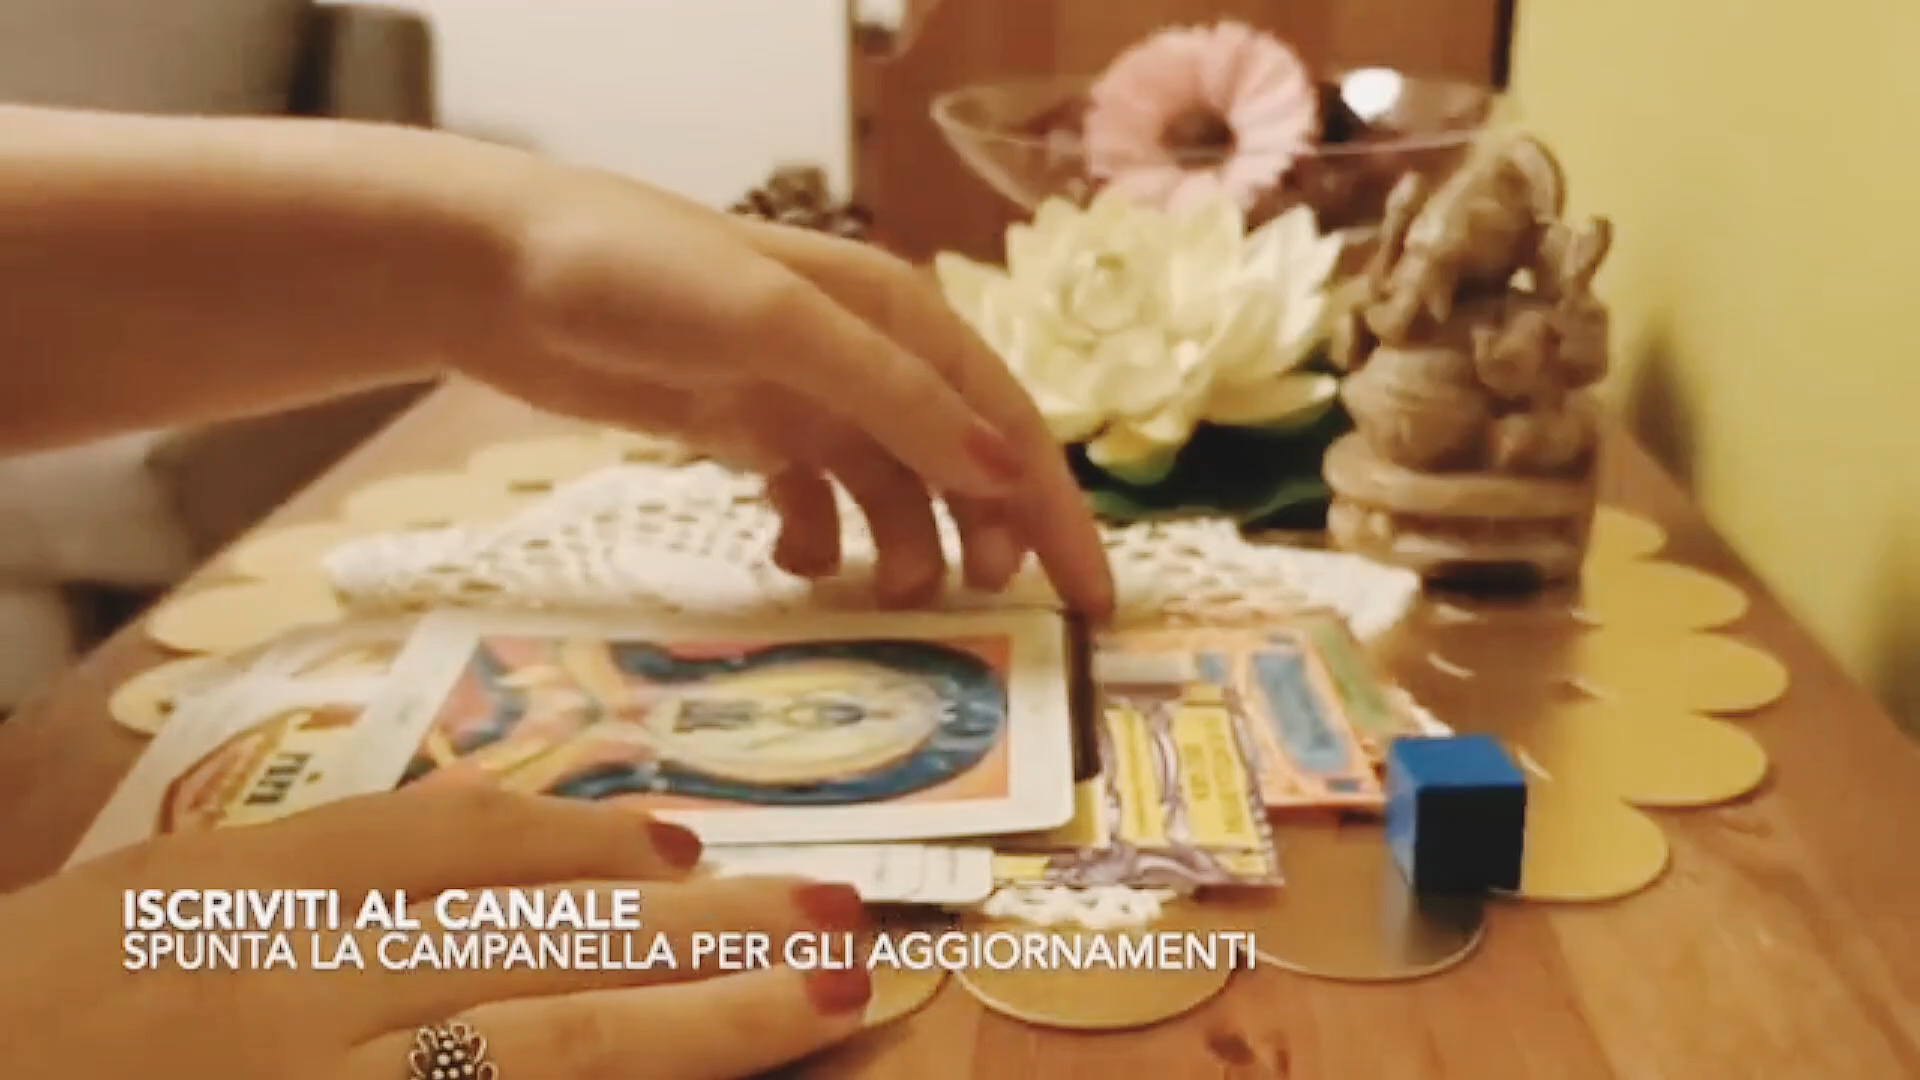 ISCRIVITI AL CANALE
SPUNTA LA CAMPANELLA PER GLI AGGIORNAMENTI